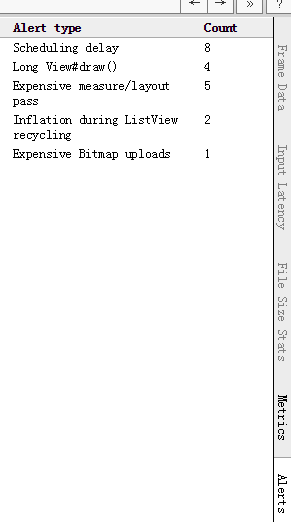 ← → » ?
Alert type Count
Scheduling delay 8
Long View#draw() 4
Expensive measure/layout 5
pass
Inflation during ListView 2
recycling
Expensive Bitmap uploads 1
Frame Data
Input Latency
File Size Stats
Metrics
Alerts